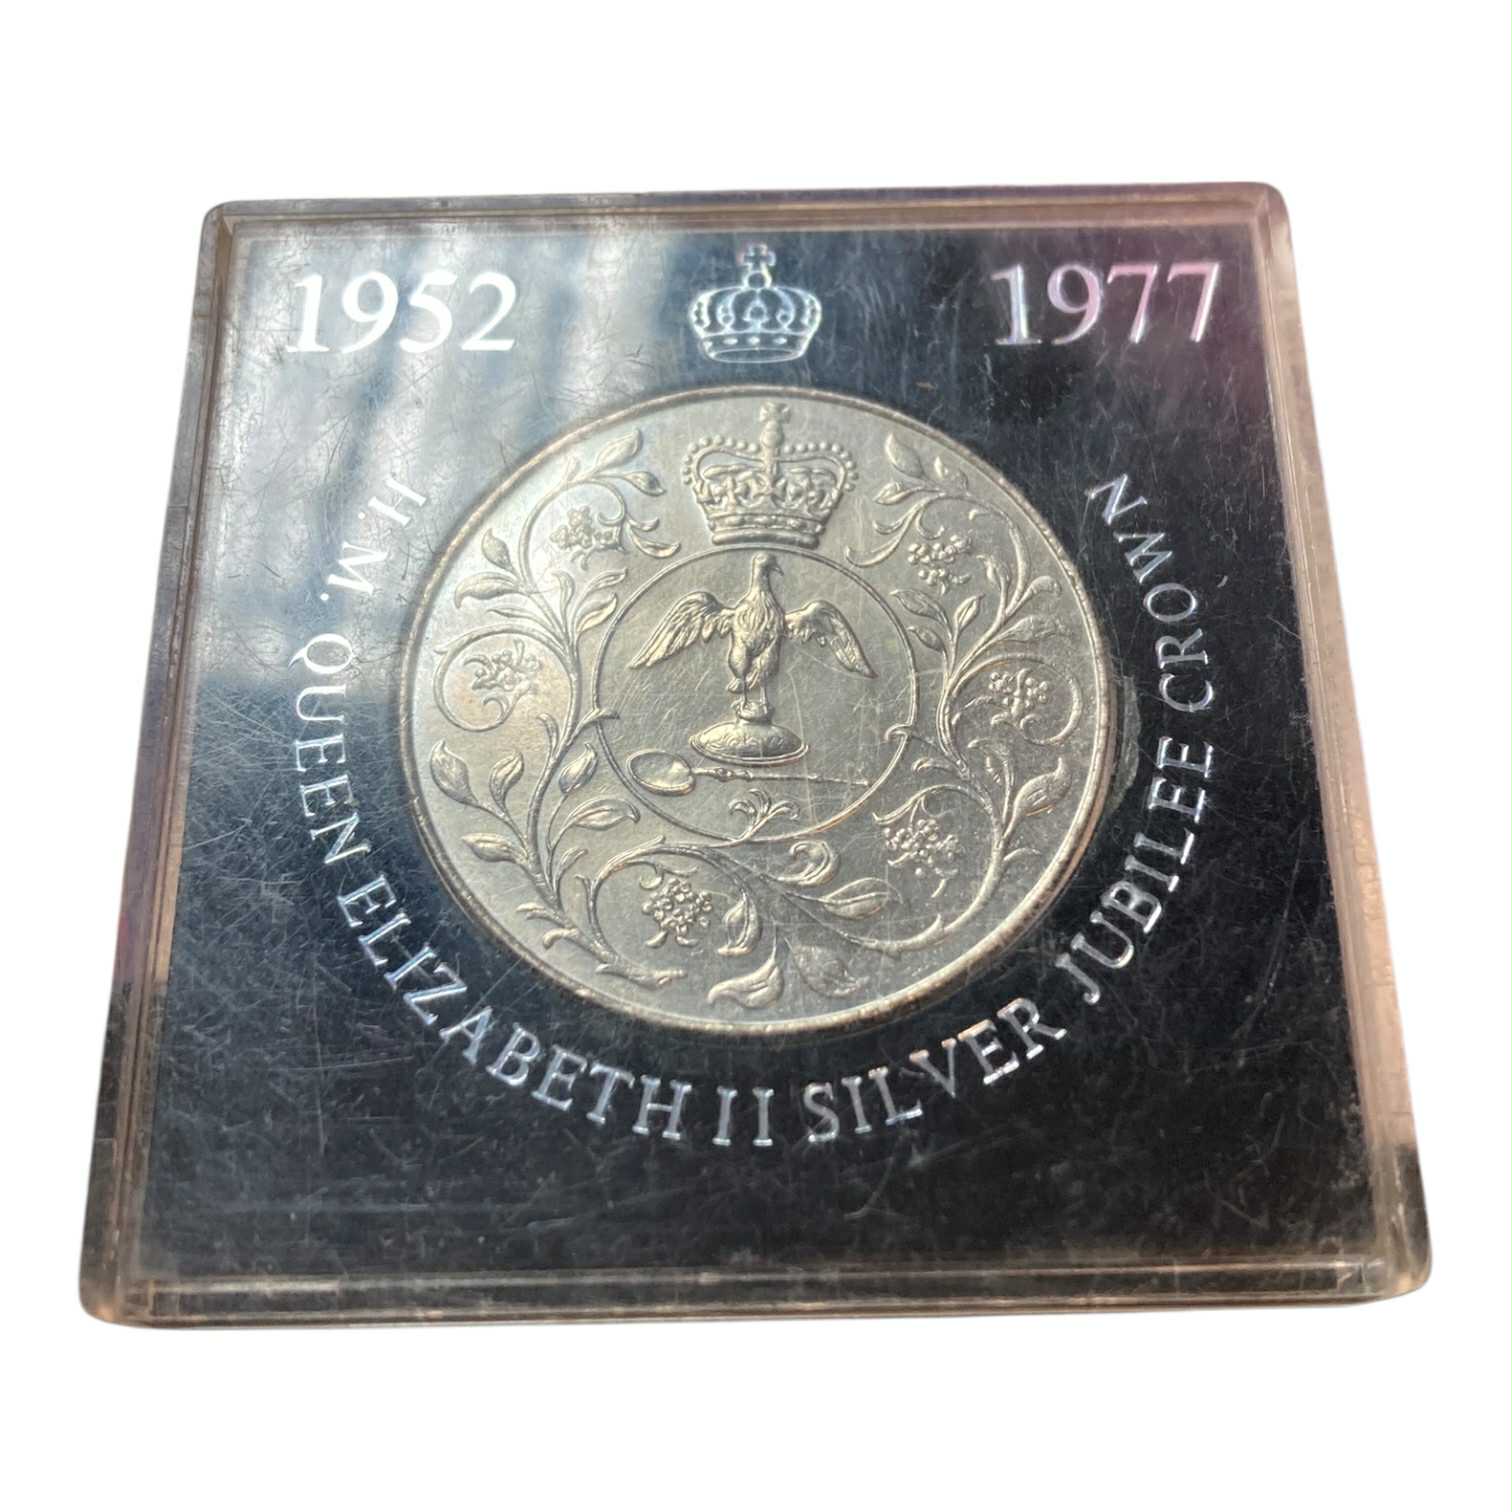 1952
1977
H.M. QUEEN ELIZABETH II SILVER JUBILEE CROWN